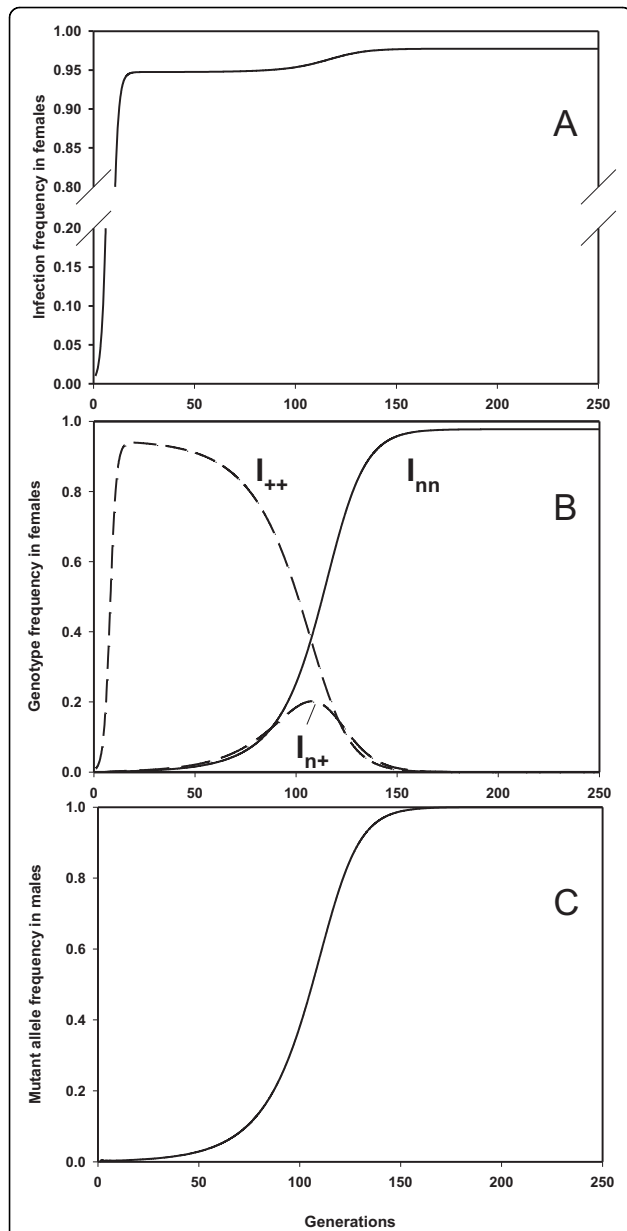 A
Infection frequency in females
1.00
0.95
0.90
0.85
0.80
0.20
0.15
0.10
0.05
0.00
0 50 100 150 200 250
B
Genotype frequency in females
1.0
0.8
0.6
0.4
0.2
0.0
I++
Inn
In+
0 50 100 150 200 250
C
Mutant allele frequency in males
1.0
0.8
0.6
0.4
0.2
0.0
0 50 100 150 200 250
Generations